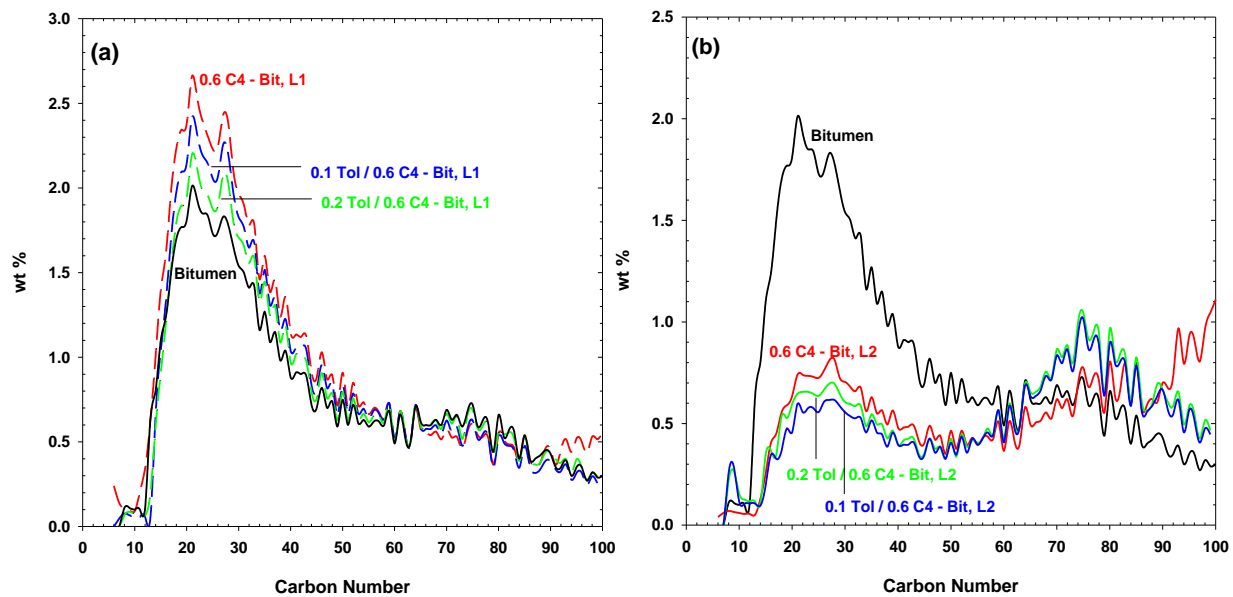 (a)
3.0
2.5
2.0
1.5
1.0
0.5
0.0
wt %
0.6 C4 - Bit, L1
0.1 Tol / 0.6 C4 - Bit, L1
0.2 Tol / 0.6 C4 - Bit, L1
Bitumen
0 10 20 30 40 50 60 70 80 90 100
Carbon Number
(b)
2.5
2.0
1.5
1.0
0.5
0.0
wt %
Bitumen
0.6 C4 - Bit, L2
0.2 Tol / 0.6 C4 - Bit, L2
0.1 Tol / 0.6 C4 - Bit, L2
0 10 20 30 40 50 60 70 80 90 100
Carbon Number